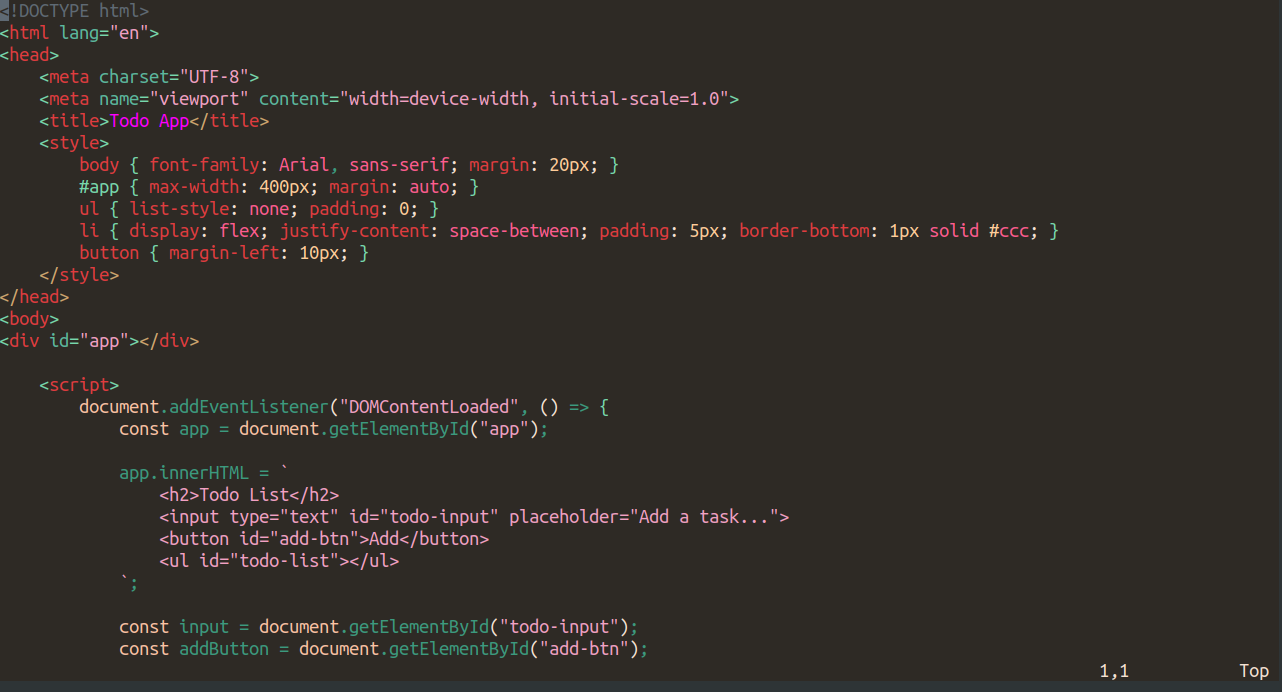 <!DOCTYPE html>
<html lang="en">
<head>
    <meta charset="UTF-8">
    <meta name="viewport" content="width=device-width, initial-scale=1.0">
    <title>Todo App</title>
    <style>
        body { font-family: Arial, sans-serif; margin: 20px; }
        #app { max-width: 400px; margin: auto; }
        ul { list-style: none; padding: 0; }
        li { display: flex; justify-content: space-between; padding: 5px; border-bottom: 1px solid #ccc; }
        button { margin-left: 10px; }
    </style>
</head>
<body>
<div id="app"></div>

    <script>
        document.addEventListener("DOMContentLoaded", () => {
            const app = document.getElementById("app");

            app.innerHTML = `
                <h2>Todo List</h2>
                <input type="text" id="todo-input" placeholder="Add a task...">
                <button id="add-btn">Add</button>
                <ul id="todo-list"></ul>
            `;

            const input = document.getElementById("todo-input");
            const addButton = document.getElementById("add-btn");
1,1 Top